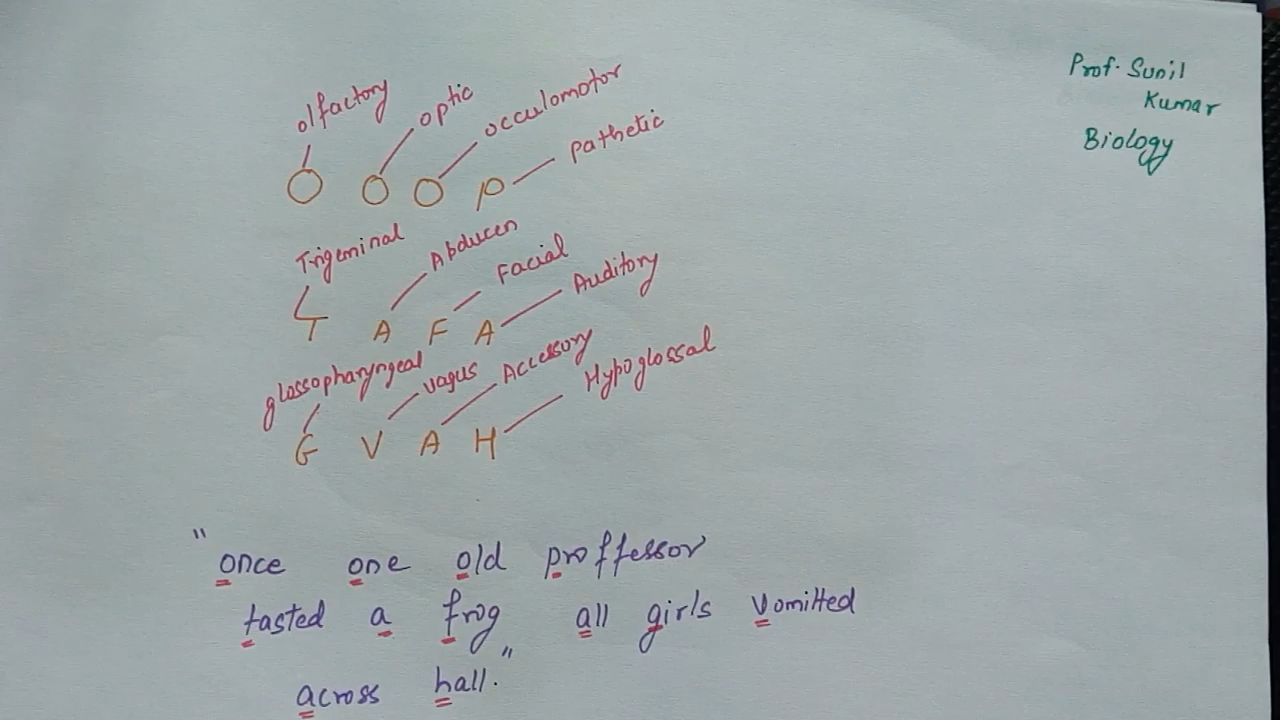 olfactory optic occulomotor pathetic
O O O P
Trigeminal Abducen Facial Auditory
T A F A
glossopharyngeal vagus Accessory Hypoglossal
G V A H
"once one old proffessor
tasted a frog all girls vomitted
across hall."
Prof. Sunil
Kumar
Biology